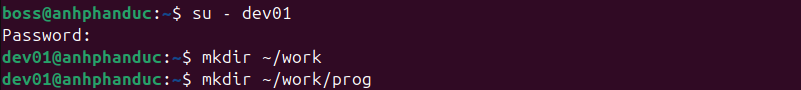 boss@anhphanduc:~$ su - dev01
Password:
dev01@anhphanduc:~$ mkdir ~/work
dev01@anhphanduc:~$ mkdir ~/work/prog